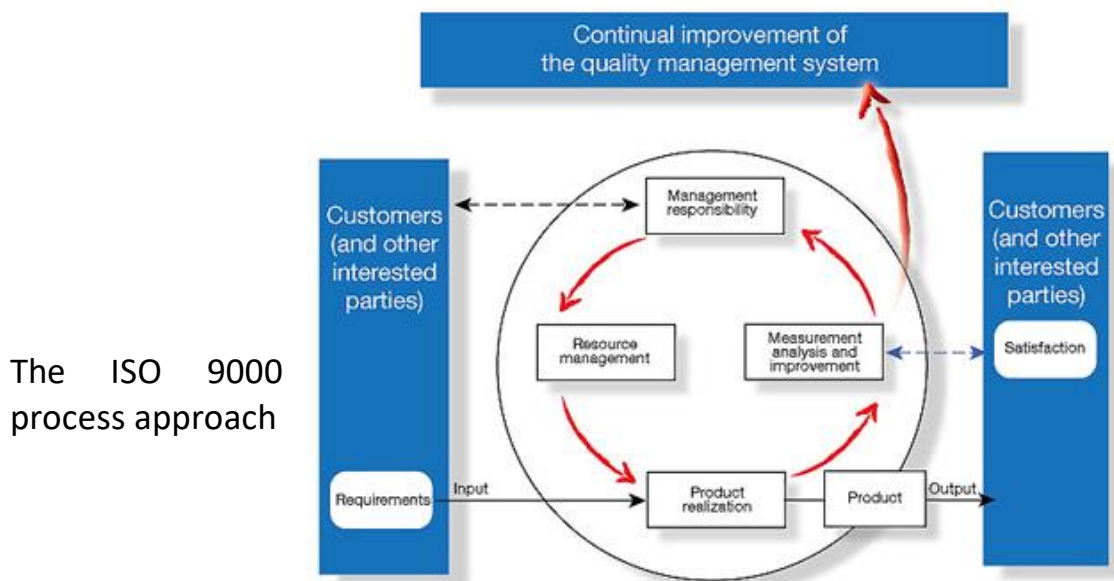 Continual improvement of
the quality management system
Customers
(and other
interested
parties)
Management
responsibility
Customers
(and other
interested
parties)
Resource
management
Measurement
analysis and
improvement
Satisfaction
The ISO 9000
process approach
Requirements
Input
Product
realization
Product
Output